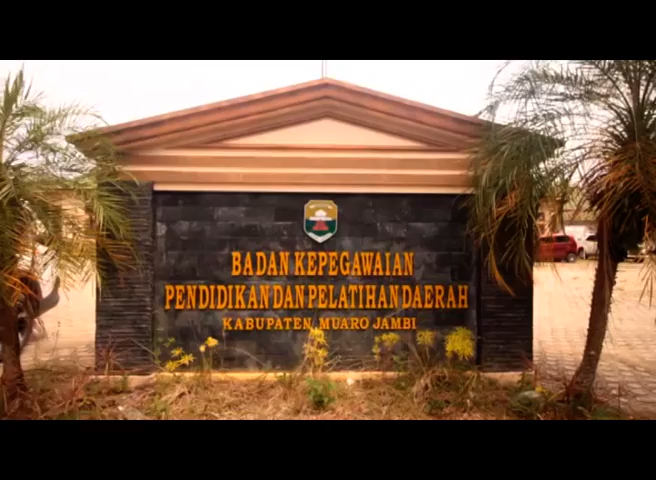 BADAN KEPEGAWAIAN
PENDIDIKAN DAN PELATIHAN DAERAH
KABUPATEN MUARO JAMBI